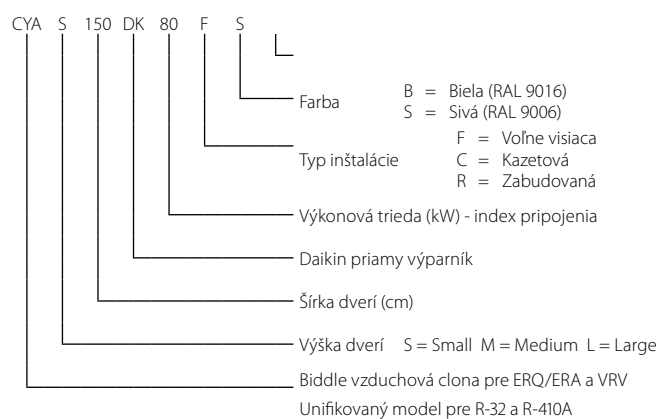 CYA S 150 DK 80 F S
Farba B = Biela (RAL 9016)
S = Sivá (RAL 9006)
Typ inštalácie F = Voľne visiaca
C = Kazetová
R = Zabudovaná
Výkonová trieda (kW) - index pripojenia
Daikin priamy výparník
Šírka dverí (cm)
Výška dverí S = Small M = Medium L = Large
Biddle vzduchová clona pre ERQ/ERA a VRV
Unifikovaný model pre R-32 a R-410A